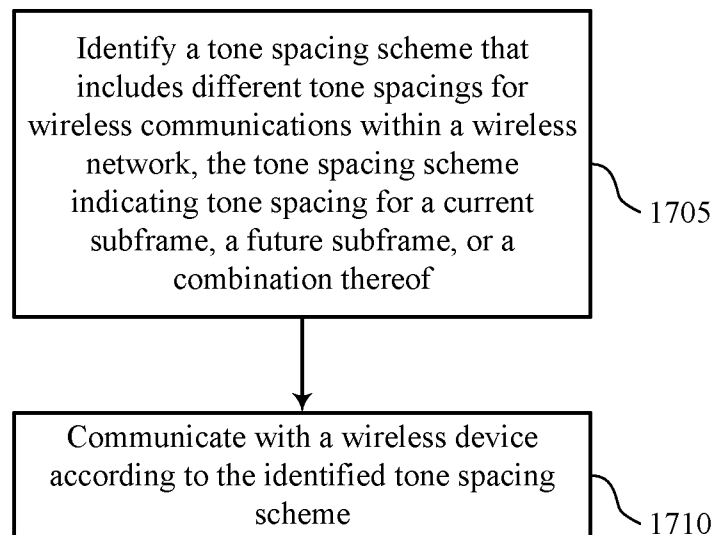 Identify a tone spacing scheme that
includes different tone spacings for
wireless communications within a wireless
network, the tone spacing scheme
indicating tone spacing for a current
subframe, a future subframe, or a
combination thereof
1705
Communicate with a wireless device
according to the identified tone spacing
scheme
1710